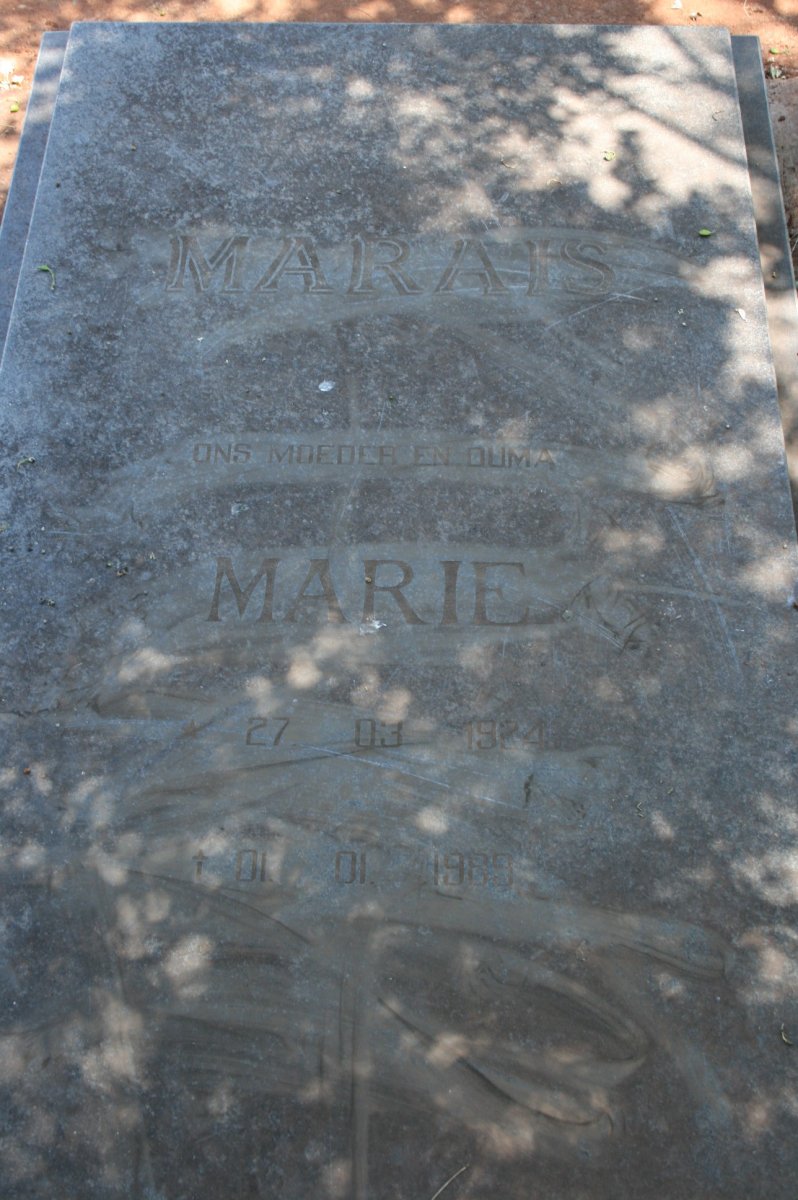 MARAIS
ONS MOEDER EN OUMA
MARIE
27 03 1924
† 01. 01. 1989